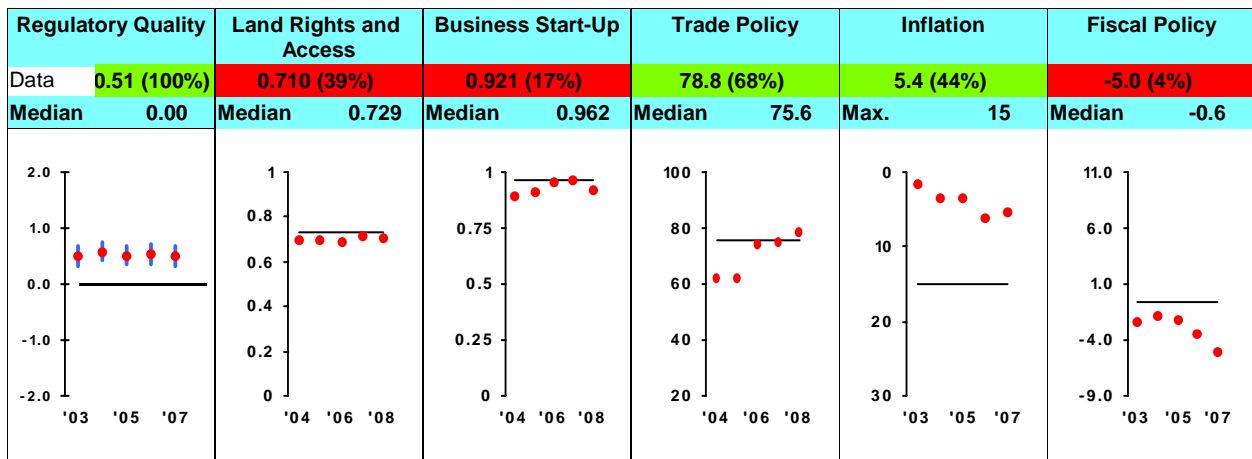 Regulatory Quality
Data 0.51 (100%)
Median 0.00
2.0
1.0
0.0
-1.0
-2.0
'03 '05 '07
Land Rights and
Access
0.710 (39%)
Median 0.729
1
0.8
0.6
0.4
0.2
0
'04 '06 '08
Business Start-Up
0.921 (17%)
Median 0.962
1
0.75
0.5
0.25
0
'04 '06 '08
Trade Policy
78.8 (68%)
Median 75.6
100
80
60
40
20
'04 '06 '08
Inflation
5.4 (44%)
Max. 15
0
10
20
30
'03 '05 '07
Fiscal Policy
-5.0 (4%)
Median -0.6
11.0
6.0
1.0
-4.0
-9.0
'03 '05 '07